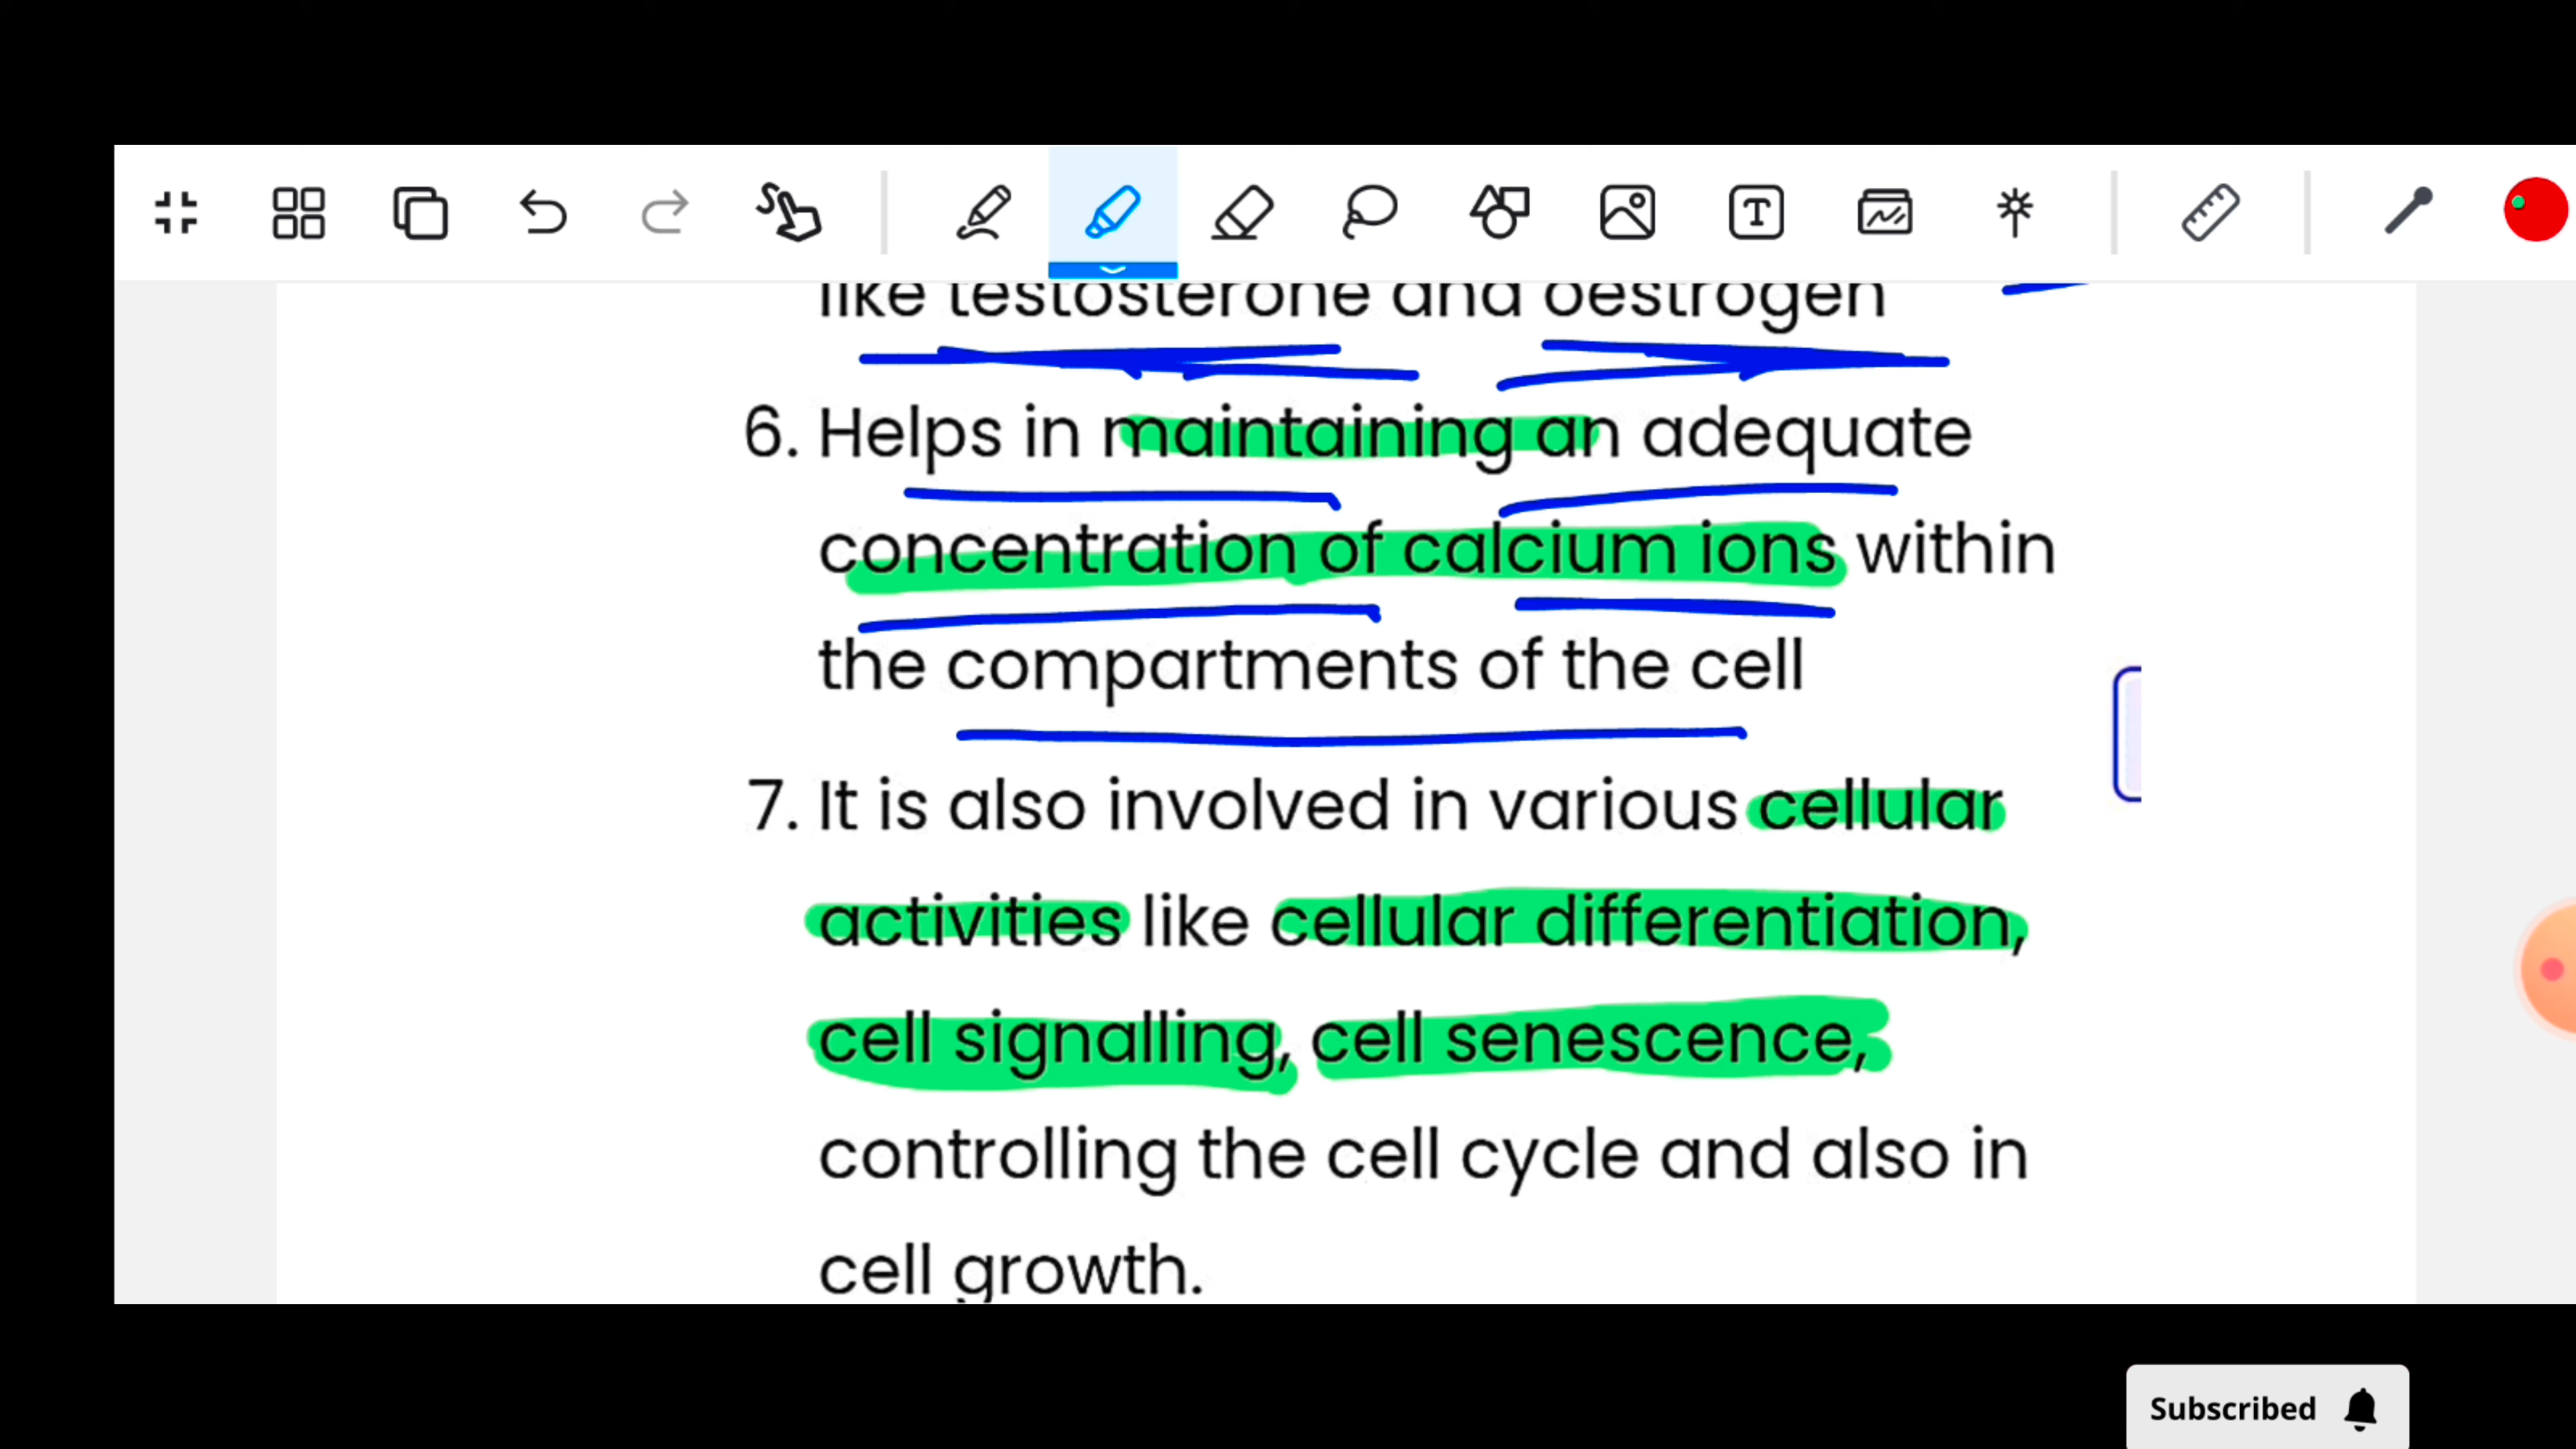 like testosterone and oestrogen
6. Helps in maintaining an adequate
concentration of calcium ions within
the compartments of the cell
7. It is also involved in various cellular
activities like cellular differentiation,
cell signalling, cell senescence,
controlling the cell cycle and also in
cell growth.
Subscribed